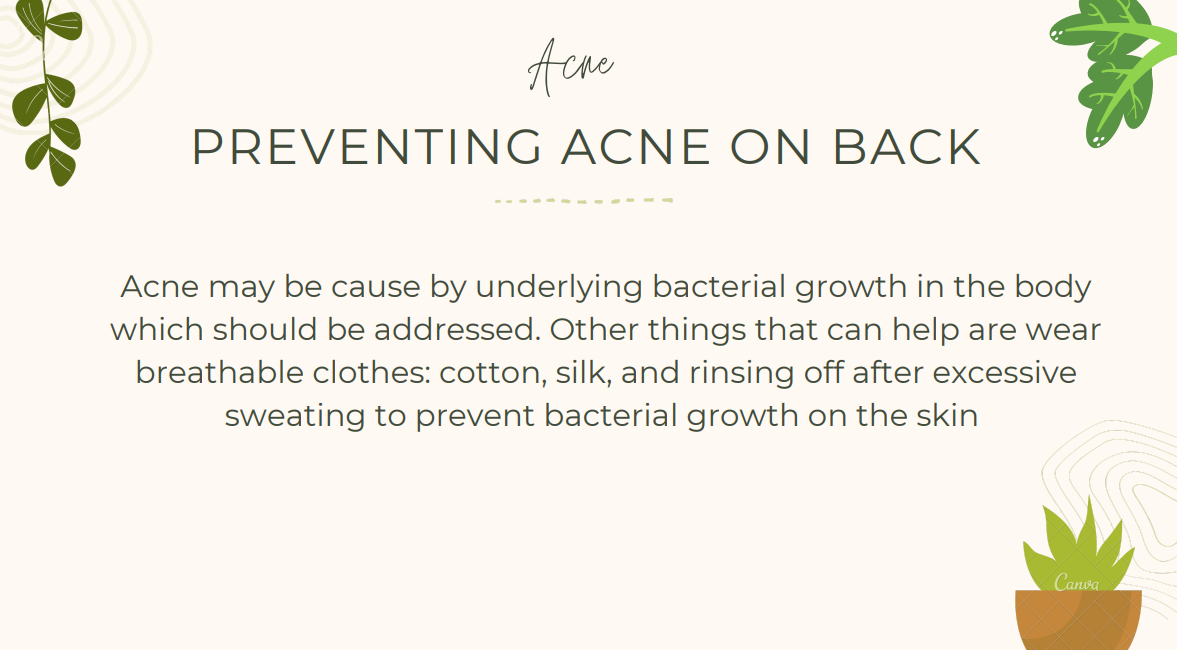 Acne
PREVENTING ACNE ON BACK
Acne may be cause by underlying bacterial growth in the body
which should be addressed. Other things that can help are wear
breathable clothes: cotton, silk, and rinsing off after excessive
sweating to prevent bacterial growth on the skin
Canva